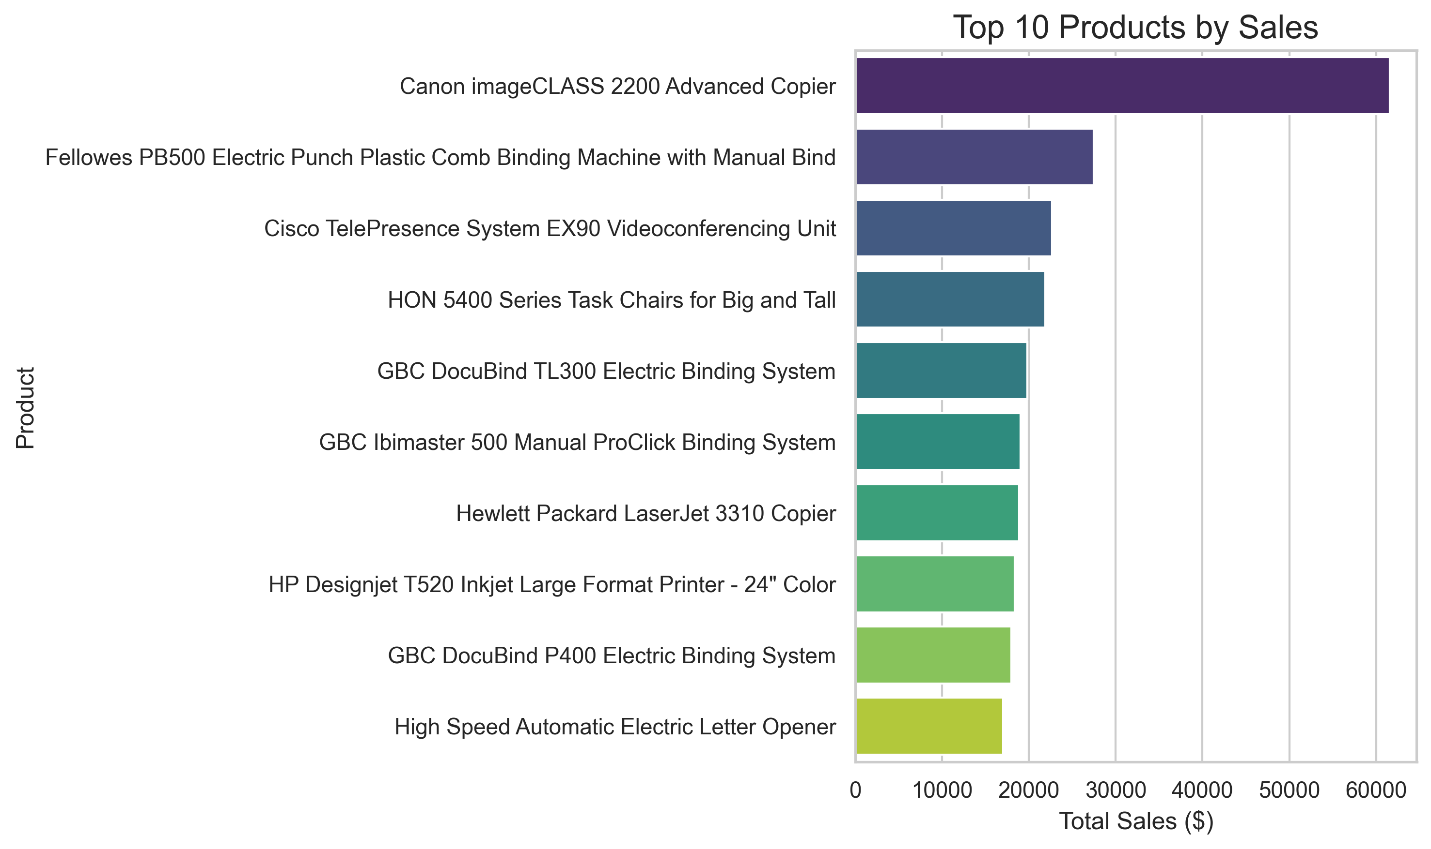 Top 10 Products by Sales
Canon imageCLASS 2200 Advanced Copier
Fellowes PB500 Electric Punch Plastic Comb Binding Machine with Manual Bind
Cisco TelePresence System EX90 Videoconferencing Unit
HON 5400 Series Task Chairs for Big and Tall
GBC DocuBind TL300 Electric Binding System
GBC Ibimaster 500 Manual ProClick Binding System
Hewlett Packard LaserJet 3310 Copier
HP Designjet T520 Inkjet Large Format Printer - 24" Color
GBC DocuBind P400 Electric Binding System
High Speed Automatic Electric Letter Opener
Product
0 10000 20000 30000 40000 50000 60000
Total Sales ($)